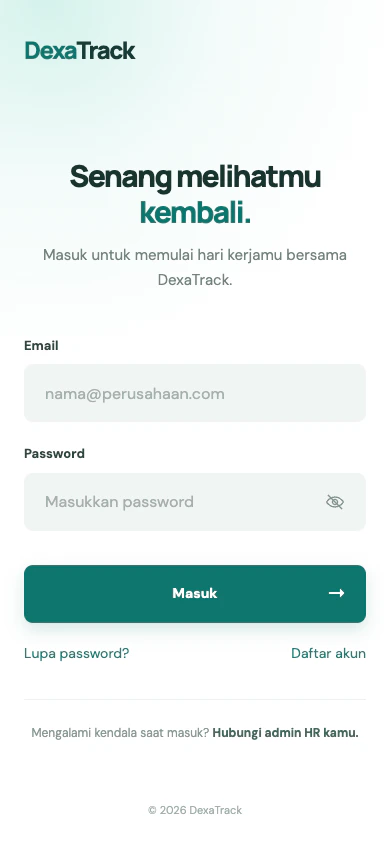 DexaTrack
Senang melihatmu
kembali.
Masuk untuk memulai hari kerjamu bersama
DexaTrack.
Email
nama@perusahaan.com
Password
Masukkan password
Masuk →
Lupa password? Daftar akun
Mengalami kendala saat masuk? Hubungi admin HR kamu.
© 2026 DexaTrack